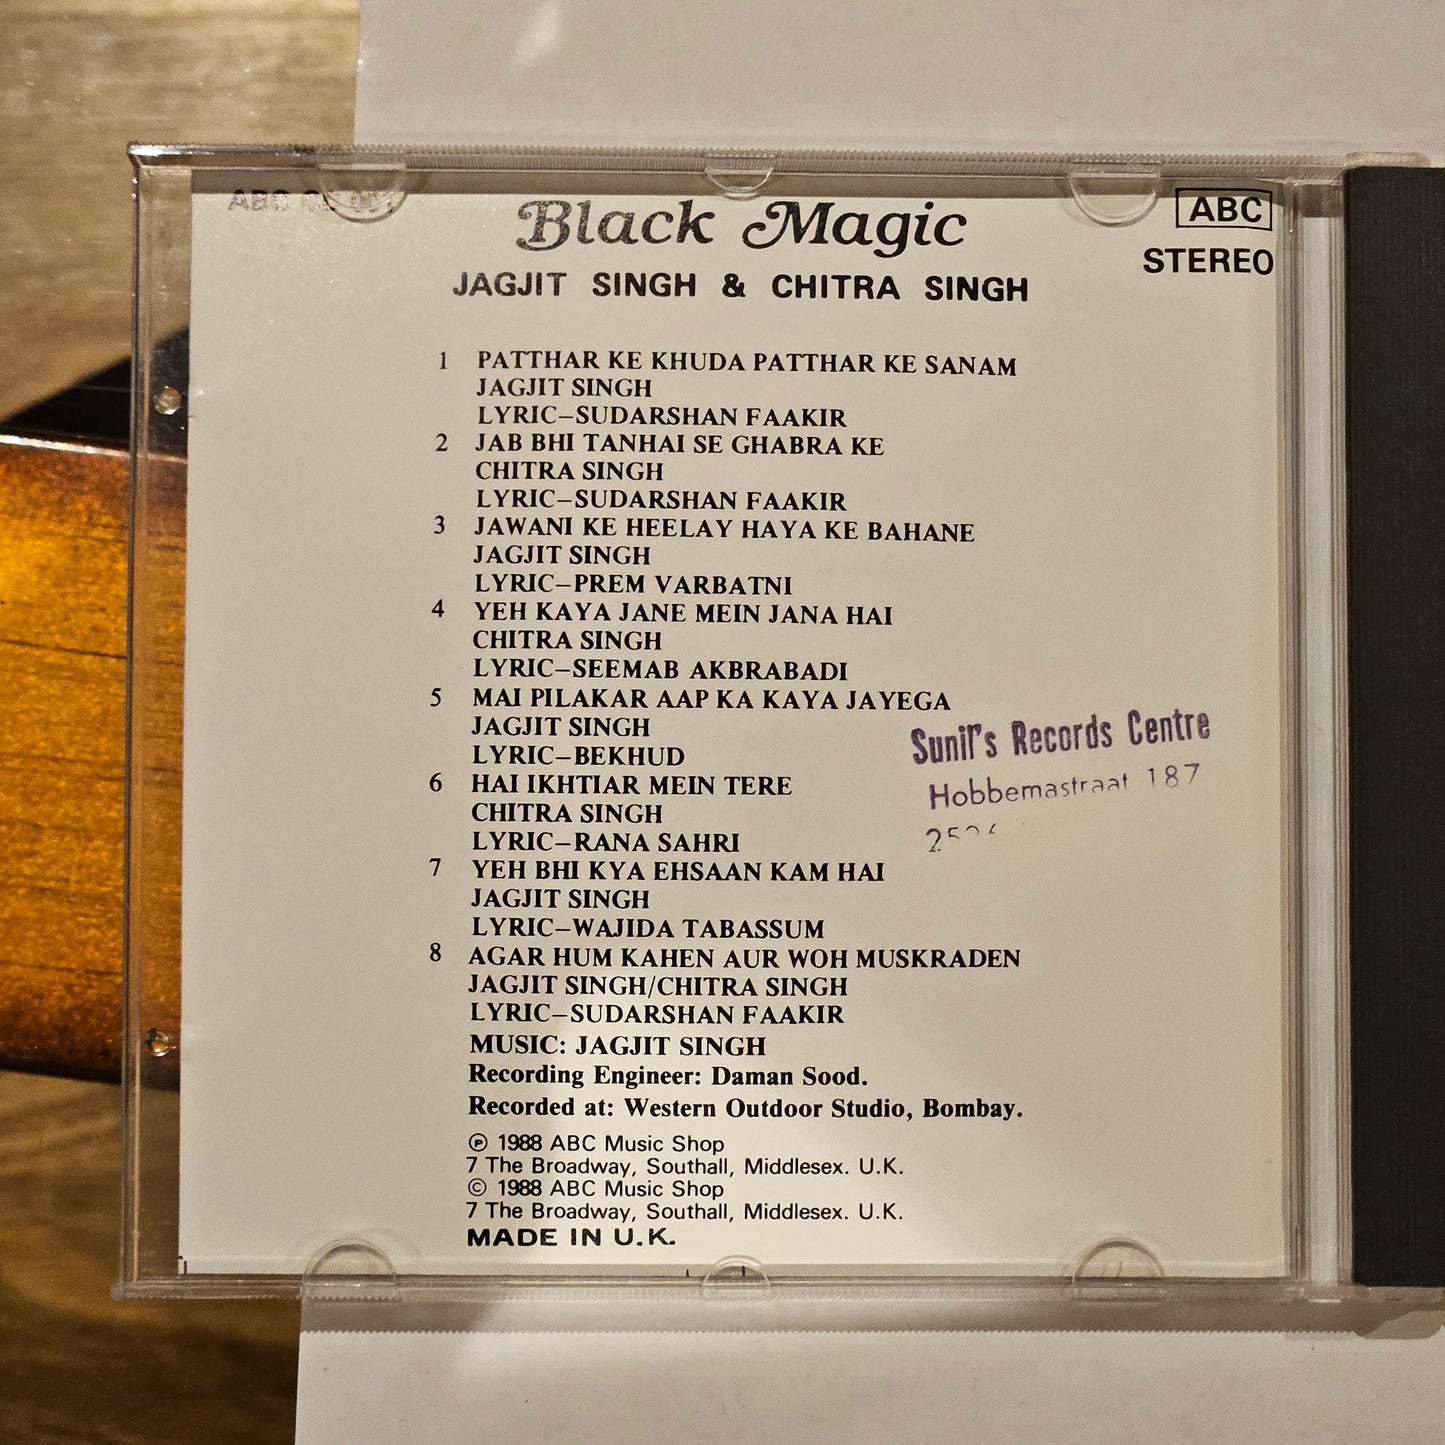 ABC
Black Magic
ABC
STEREO
JAGJIT SINGH & CHITRA SINGH
1 PATTHAR KE KHUDA PATTHAR KE SANAM
JAGJIT SINGH
LYRIC–SUDARSHAN FAAKIR
2 JAB BHI TANHAI SE GHABRA KE
CHITRA SINGH
LYRIC–SUDARSHAN FAAKIR
3 JAWANI KE HEELAY HAYA KE BAHANE
JAGJIT SINGH
LYRIC–PREM VARBATNI
4 YEH KAYA JANE MEIN JANA HAI
CHITRA SINGH
LYRIC–SEEMAB AKBRABADI
5 MAI PILAKAR AAP KA KAYA JAYEGA
JAGJIT SINGH
LYRIC–BEKHUD
6 HAI IKHTIAR MEIN TERE
CHITRA SINGH
LYRIC–RANA SAHRI
7 YEH BHI KYA EHSAAN KAM HAI
JAGJIT SINGH
LYRIC–WAJIDA TABASSUM
8 AGAR HUM KAHEN AUR WOH MUSKRADEN
JAGJIT SINGH/CHITRA SINGH
LYRIC–SUDARSHAN FAAKIR
MUSIC: JAGJIT SINGH
Recording Engineer: Daman Sood.
Recorded at: Western Outdoor Studio, Bombay.
℗ 1988 ABC Music Shop
7 The Broadway, Southall, Middlesex. U.K.
© 1988 ABC Music Shop
7 The Broadway, Southall, Middlesex. U.K.
MADE IN U.K.
Sunil's Records Centre
Hobbemastraat 187